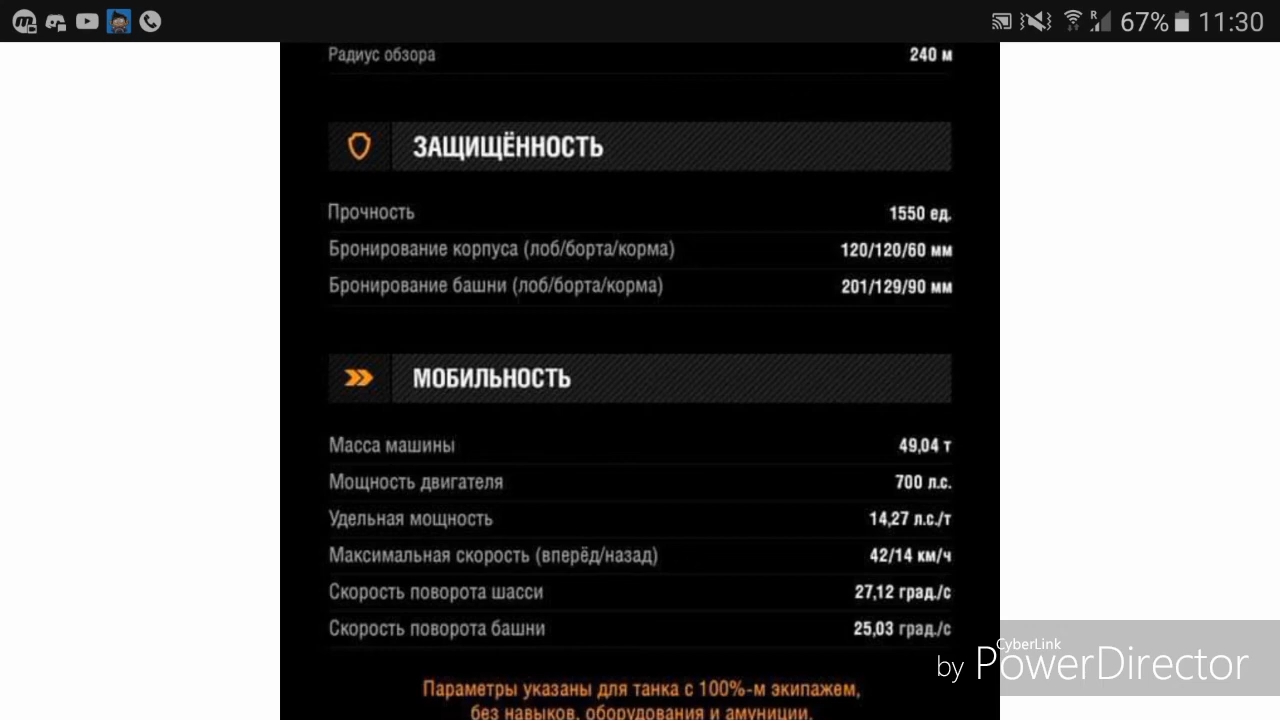 R 67% 11:30
Радиус обзора 240 м
ЗАЩИЩЁННОСТЬ
Прочность 1550 ед.
Бронирование корпуса (лоб/борта/корма) 120/120/60 мм
Бронирование башни (лоб/борта/корма) 201/129/90 мм
МОБИЛЬНОСТЬ
Масса машины 49,04 т
Мощность двигателя 700 л.с.
Удельная мощность 14,27 л.с./т
Максимальная скорость (вперёд/назад) 42/14 км/ч
Скорость поворота шасси 27,12 град./с
Скорость поворота башни 25,03 град./с
CyberLink
by PowerDirector
Параметры указаны для танка с 100%-м экипажем,
без навыков, оборудования и амуниции.